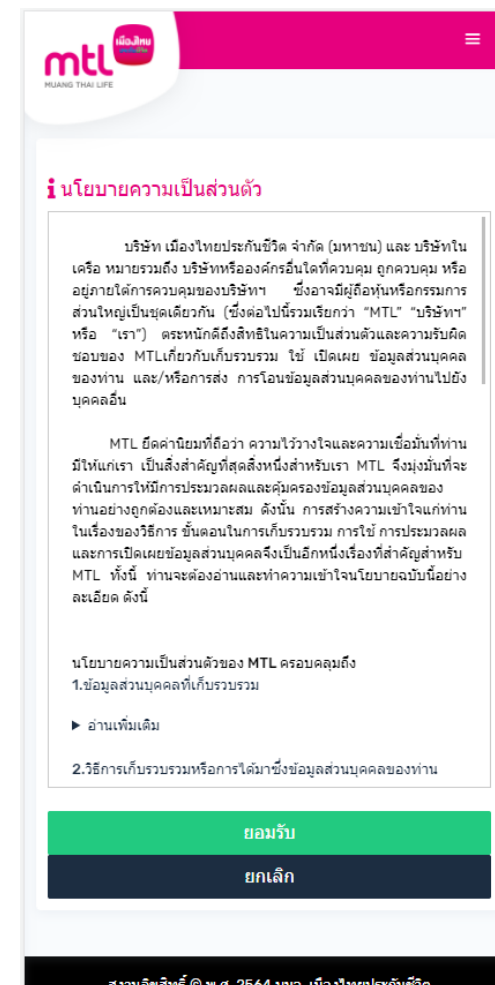 เมืองไทย
mtl
MUANG THAI LIFE
นโยบายความเป็นส่วนตัว
บริษัท เมืองไทยประกันชีวิต จำกัด (มหาชน) และ บริษัทใน
เครือ หมายรวมถึง บริษัทหรือองค์กรอื่นใดที่ควบคุม ถูกควบคุม หรือ
อยู่ภายใต้การควบคุมของบริษัทฯ ซึ่งอาจมีผู้ถือหุ้นหรือกรรมการ
ส่วนใหญ่เป็นชุดเดียวกัน (ซึ่งต่อไปนี้รวมเรียกว่า “MTL” “บริษัทฯ”
หรือ “เรา”) ตระหนักดีถึงสิทธิในความเป็นส่วนตัวและความรับผิด
ชอบของ MTLเกี่ยวกับเก็บรวบรวม ใช้ เปิดเผย ข้อมูลส่วนบุคคล
ของท่าน และ/หรือการส่ง การโอนข้อมูลส่วนบุคคลของท่านไปยัง
บุคคลอื่น
MTL ยึดค่านิยมที่ถือว่า ความไว้วางใจและความเชื่อมั่นที่ท่าน
มีให้แก่เรา เป็นสิ่งสำคัญที่สุดสิ่งหนึ่งสำหรับเรา MTL จึงมุ่งมั่นที่จะ
ดำเนินการให้มีการประมวลผลและคุ้มครองข้อมูลส่วนบุคคลของ
ท่านอย่างถูกต้องและเหมาะสม ดังนั้น การสร้างความเข้าใจแก่ท่าน
ในเรื่องของวิธีการ ขั้นตอนในการเก็บรวบรวม การใช้ การประมวลผล
และการเปิดเผยข้อมูลส่วนบุคคลจึงเป็นอีกหนึ่งเรื่องที่สำคัญสำหรับ
MTL ทั้งนี้ ท่านจะต้องอ่านและทำความเข้าใจนโยบายฉบับนี้อย่าง
ละเอียด ดังนี้
นโยบายความเป็นส่วนตัวของ MTL ครอบคลุมถึง
1.ข้อมูลส่วนบุคคลที่เก็บรวบรวม
▶ อ่านเพิ่มเติม
2.วิธีการเก็บรวบรวมหรือการได้มาซึ่งข้อมูลส่วนบุคคลของท่าน
ยอมรับ
ยกเลิก
สงวนลิขสิทธิ์ © พ.ศ. 2564 บมจ. เมืองไทยประกันชีวิต